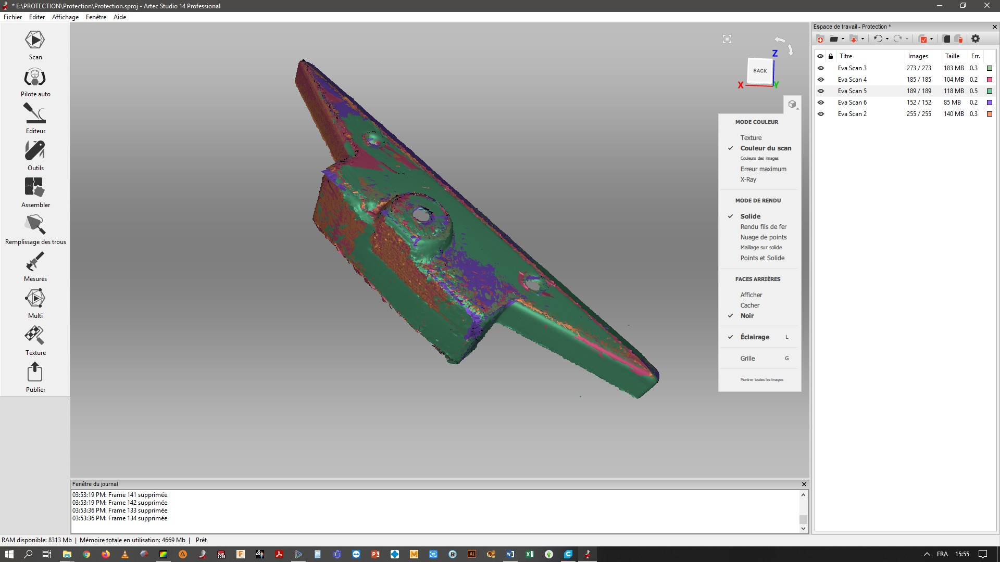 * E:\PROTECTION\Protection\Protection.sproj - Artec Studio 14 Professional
Fichier Editer Affichage Fenêtre Aide
Scan
Pilote auto
Editeur
Outils
Assembler
Remplissage des trous
Mesures
Multi
Texture
Publier
Z
BACK
X
Y
MODE COULEUR
Texture
Couleur du scan
Couleurs des images
Erreur maximum
X-Ray
MODE DE RENDU
Solide
Rendu fils de fer
Nuage de points
Maillage sur solide
Points et Solide
FACES ARRIÈRES
Afficher
Cacher
Noir
Éclairage L
Grille G
Montrer toutes les images
Espace de travail - Protection *
Titre Images Taille Err.
Eva Scan 3 273 / 273 183 MB 0.3
Eva Scan 4 185 / 185 104 MB 0.2
Eva Scan 5 189 / 189 118 MB 0.5
Eva Scan 6 152 / 152 85 MB 0.2
Eva Scan 2 255 / 255 140 MB 0.3
Fenêtre du journal
03:53:19 PM: Frame 141 supprimée
03:53:19 PM: Frame 142 supprimée
03:53:36 PM: Frame 133 supprimée
03:53:36 PM: Frame 134 supprimée
RAM disponible: 8313 Mb | Mémoire totale en utilisation: 4669 Mb | Prêt
FRA 15:55